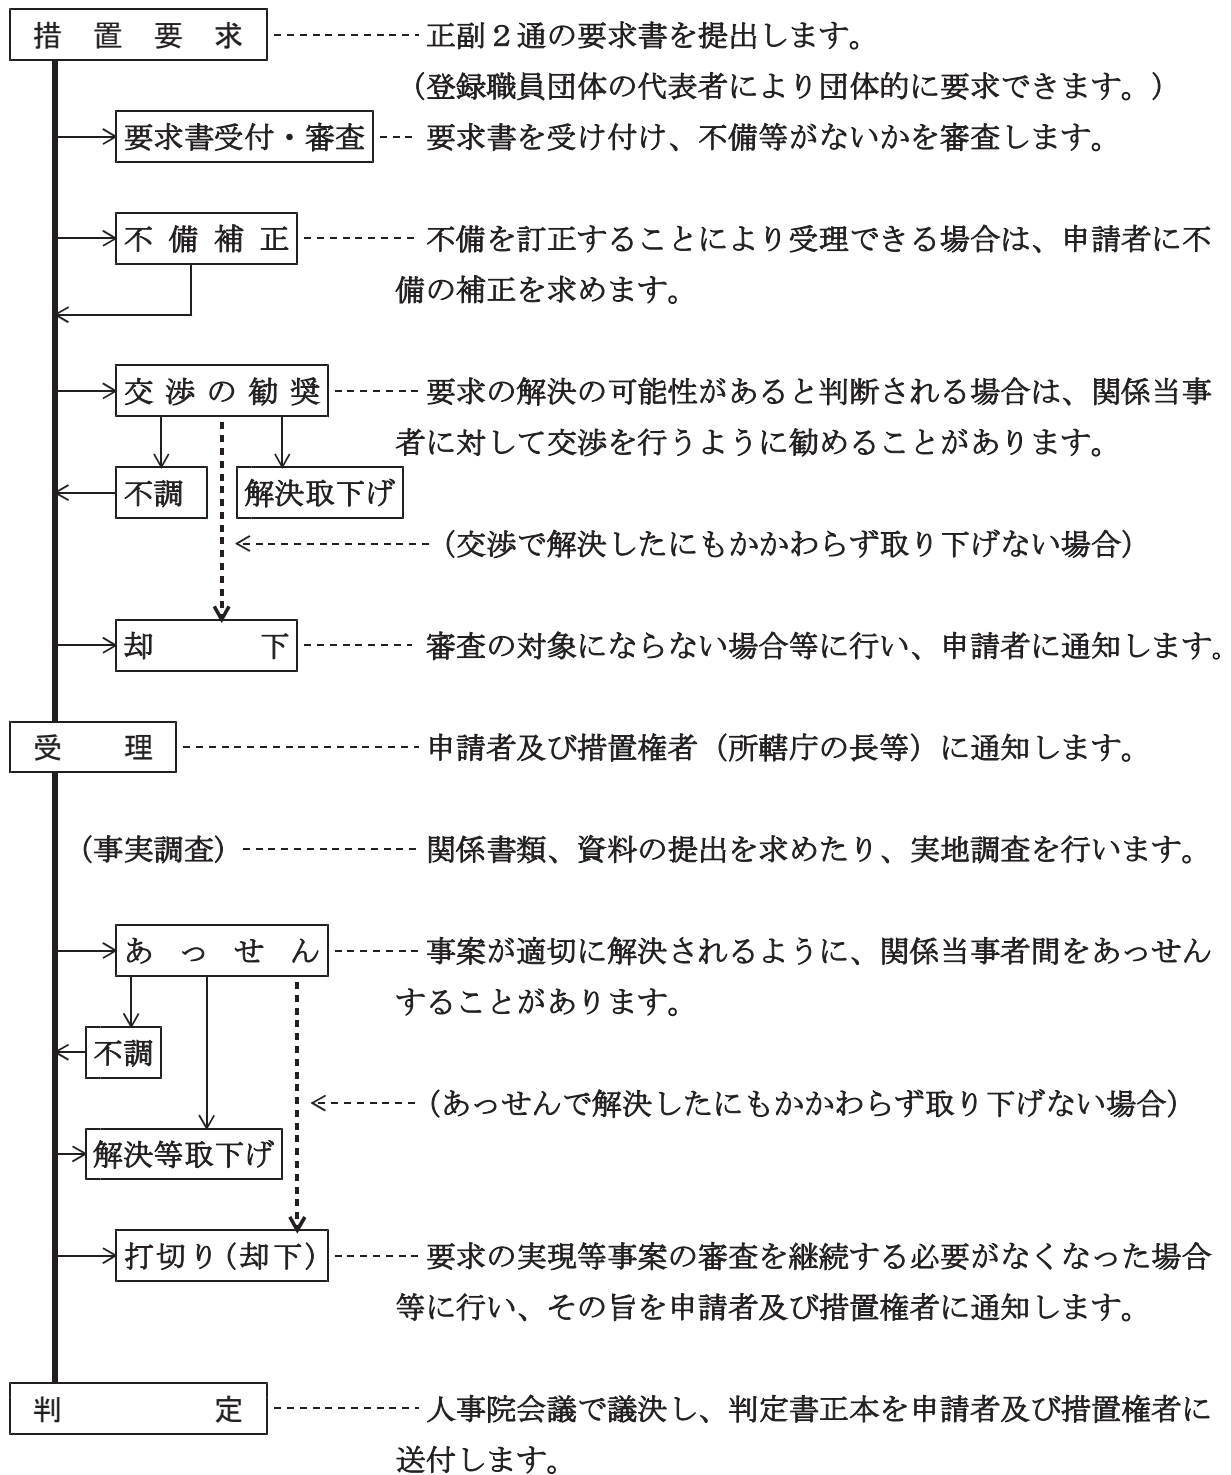 措置要求 正副２通の要求書を提出します。
（登録職員団体の代表者により団体的に要求できます。）
要求書受付・審査 要求書を受け付け、不備等がないかを審査します。
不備補正 不備を訂正することにより受理できる場合は、申請者に不
備の補正を求めます。
交渉の勧奨 要求の解決の可能性があると判断される場合は、関係当事
者に対して交渉を行うように勧めることがあります。
不調 解決取下げ
（交渉で解決したにもかかわらず取り下げない場合）
却下 審査の対象にならない場合等に行い、申請者に通知します。
受理 申請者及び措置権者（所轄庁の長等）に通知します。
（事実調査） 関係書類、資料の提出を求めたり、実地調査を行います。
あっせん 事案が適切に解決されるように、関係当事者間をあっせん
することがあります。
不調
（あっせんで解決したにもかかわらず取り下げない場合）
解決等取下げ
打切り（却下） 要求の実現等事案の審査を継続する必要がなくなった場合
等に行い、その旨を申請者及び措置権者に通知します。
判定 人事院会議で議決し、判定書正本を申請者及び措置権者に
送付します。